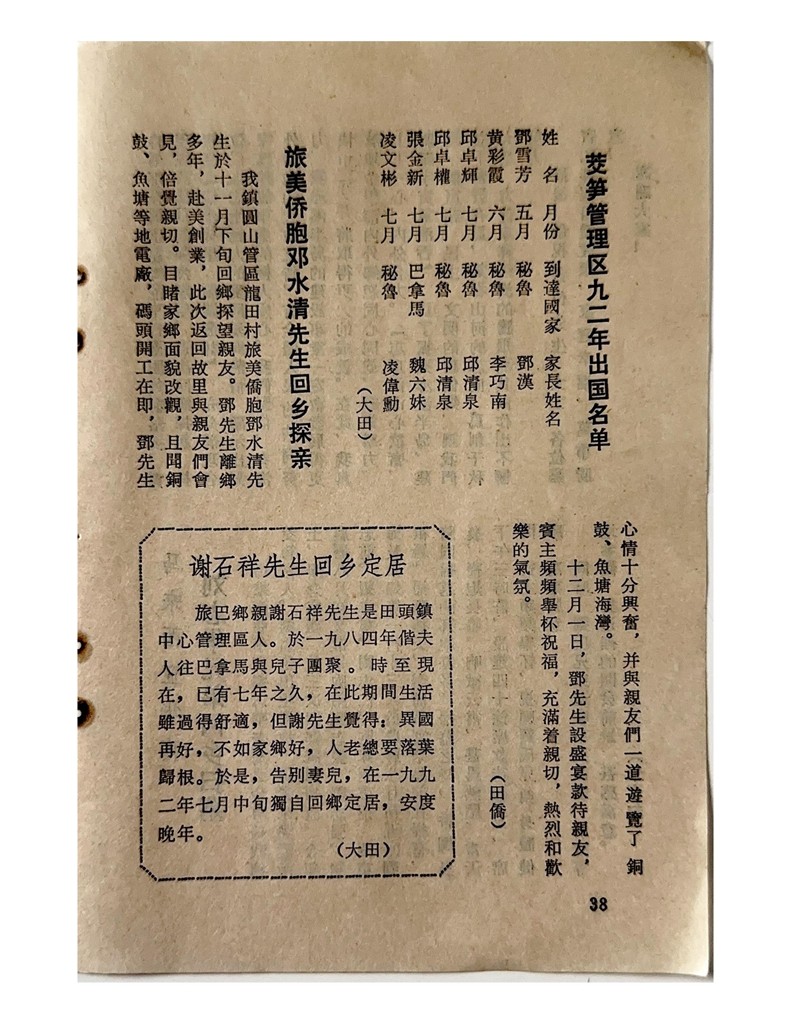 茭笋管理区九二年出国名单
姓名 月份 到達國家 家長姓名
鄧雪芳 五月 秘魯 鄧漢
黄彩霞 六月 秘魯 李巧南
邱卓輝 七月 秘魯 邱清泉
邱卓權 七月 秘魯 邱清泉
張金新 七月 巴拿馬 魏六妹
凌文彬 七月 秘魯 凌偉勳
（大田）
旅美侨胞邓水清先生回乡探亲
我鎮圓山管區龍田村旅美僑胞鄧水清先
生於十一月下旬回鄉探望親友。鄧先生離鄉
多年，赴美創業，此次返回故里與親友們會
見，倍覺親切。目睹家鄉面貌改觀，且聞銅
鼓、魚塘等地電廠，碼頭開工在即，鄧先生
心情十分興奮，并與親友們一道遊覽了銅
鼓、魚塘海灣。
十二月一日，鄧先生設盛宴款待親友，
賓主頻頻舉杯祝福，充滿着親切，熱烈和歡
樂的氣氛。
（田僑）
谢石祥先生回乡定居
旅巴鄉親謝石祥先生是田頭鎮
中心管理區人。於一九八四年偕夫
人往巴拿馬與兒子團聚。時至現
在，已有七年之久，在此期間生活
雖過得舒適，但謝先生覺得：異國
再好，不如家鄉好，人老總要落葉
歸根。於是，告別妻兒，在一九九
二年七月中旬獨自回鄉定居，安度
晚年。
（大田）
38